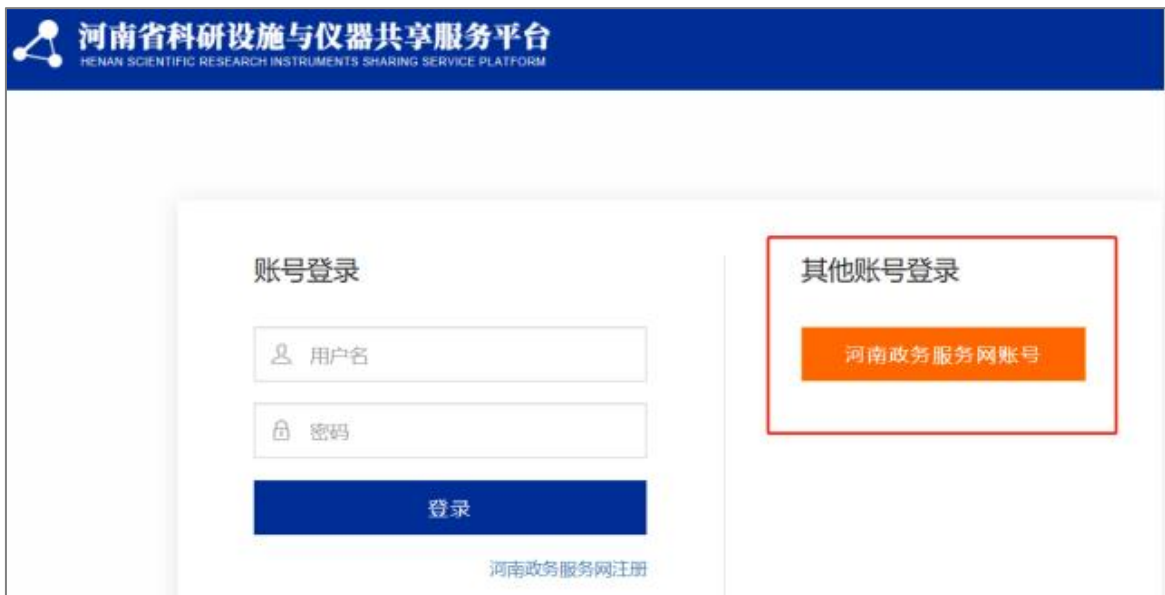 河南省科研设施与仪器共享服务平台
HENAN SCIENTIFIC RESEARCH INSTRUMENTS SHARING SERVICE PLATFORM
账号登录
用户名
密码
登录
河南政务服务网注册
其他账号登录
河南政务服务网账号